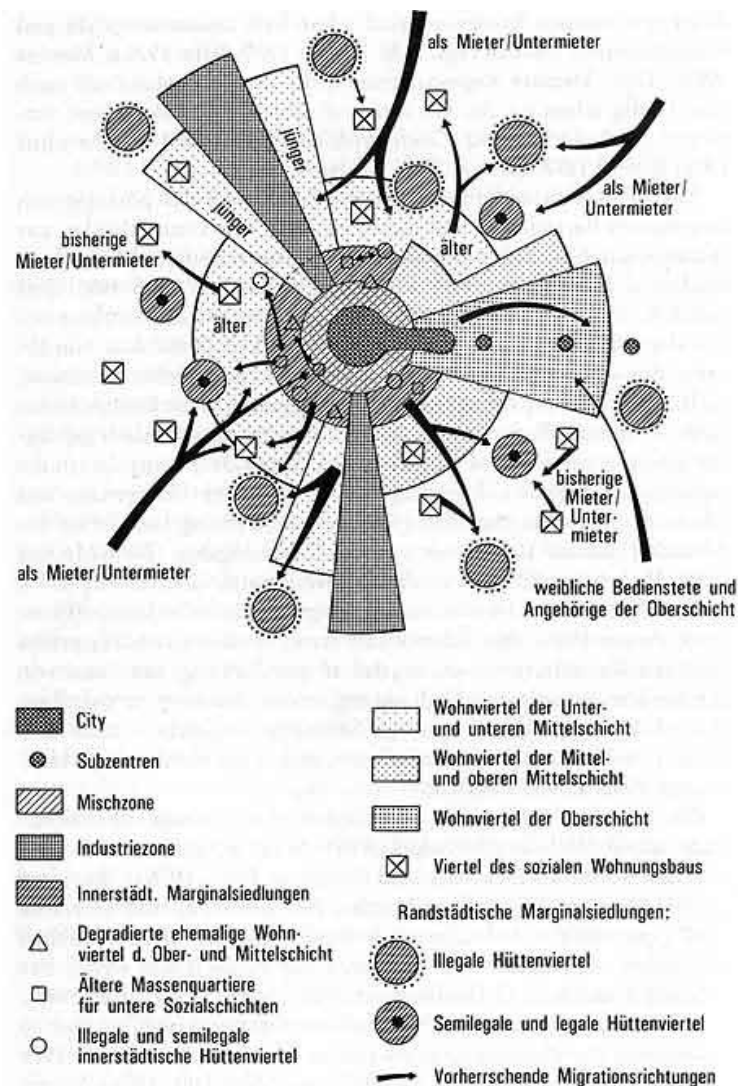 als Mieter/Untermieter
jünger
jünger
als Mieter/
Untermieter
bisherige
Mieter/Untermieter
älter
älter
bisherige
Mieter/
Unter-
mieter
als Mieter/Untermieter
weibliche Bedienstete und
Angehörige der Oberschicht
City
Subzentren
Mischzone
Industriezone
Innerstädt. Marginalsiedlungen
Degradierte ehemalige Wohn-
viertel d. Ober- und Mittelschicht
Ältere Massenquartiere
für untere Sozialschichten
Illegale und semilegale
innerstädtische Hüttenviertel
Wohnviertel der Unter-
und unteren Mittelschicht
Wohnviertel der Mittel-
und oberen Mittelschicht
Wohnviertel der Oberschicht
Viertel des sozialen Wohnungsbaus
Randstädtische Marginalsiedlungen:
Illegale Hüttenviertel
Semilegale und legale Hüttenviertel
Vorherrschende Migrationsrichtungen